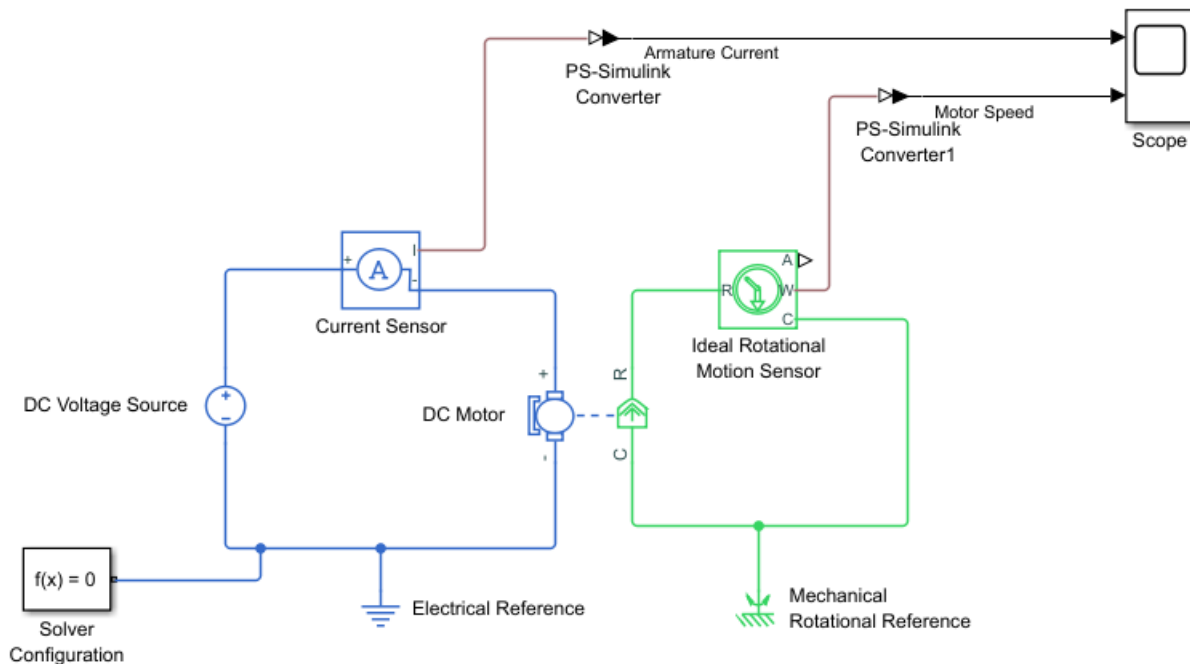 Armature Current
PS-Simulink
Converter
Motor Speed
PS-Simulink
Converter1
Scope
+
A
I
-
Current Sensor
A
R
W
C
Ideal Rotational
Motion Sensor
DC Voltage Source
+
−
+
DC Motor
-
R
C
f(x) = 0
Solver
Configuration
Electrical Reference
Mechanical
Rotational Reference